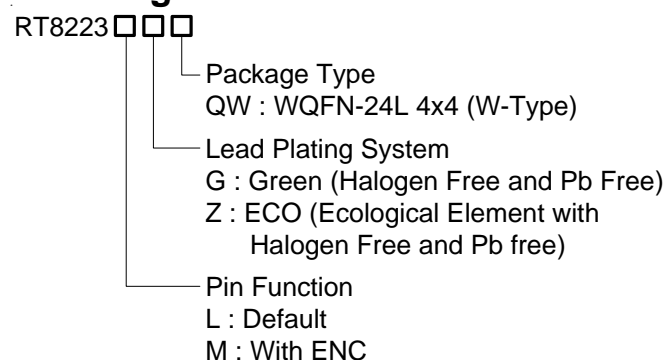 RT8223
Package Type
QW : WQFN-24L 4x4 (W-Type)
Lead Plating System
G : Green (Halogen Free and Pb Free)
Z : ECO (Ecological Element with
Halogen Free and Pb free)
Pin Function
L : Default
M : With ENC